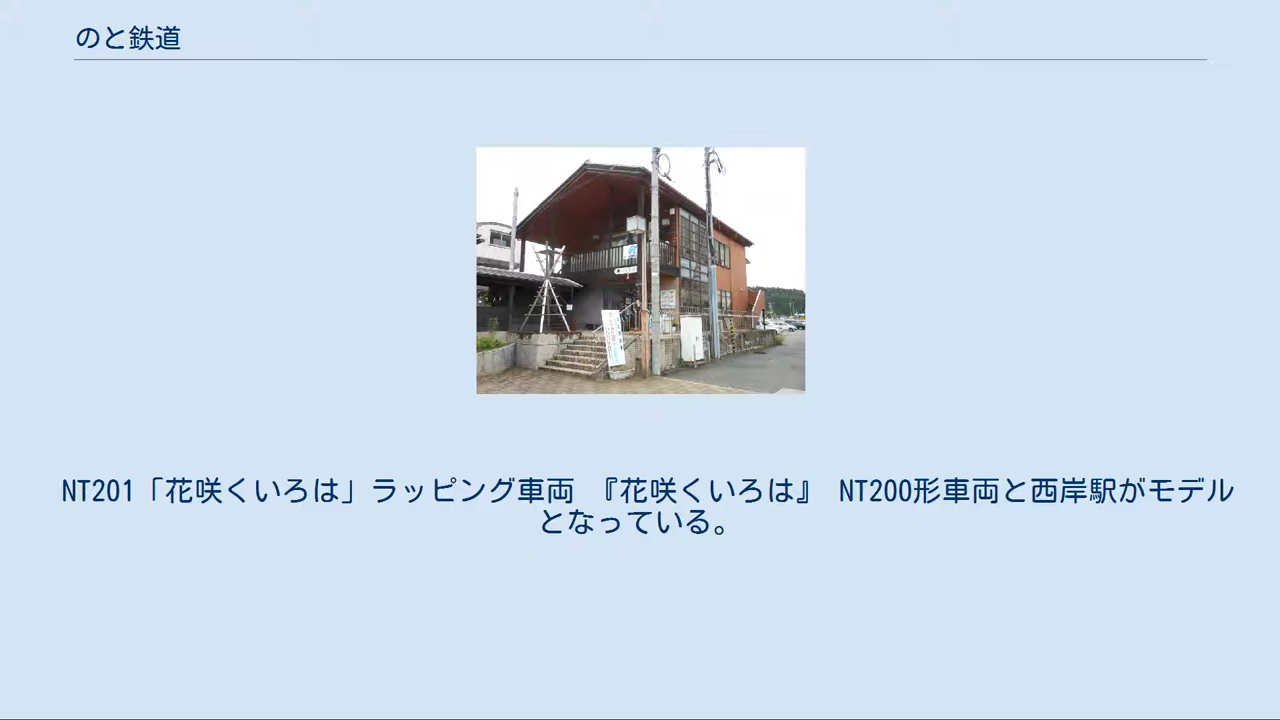 のと鉄道
NT201「花咲くいろは」ラッピング車両 『花咲くいろは』 NT200形車両と西岸駅がモデル
となっている。